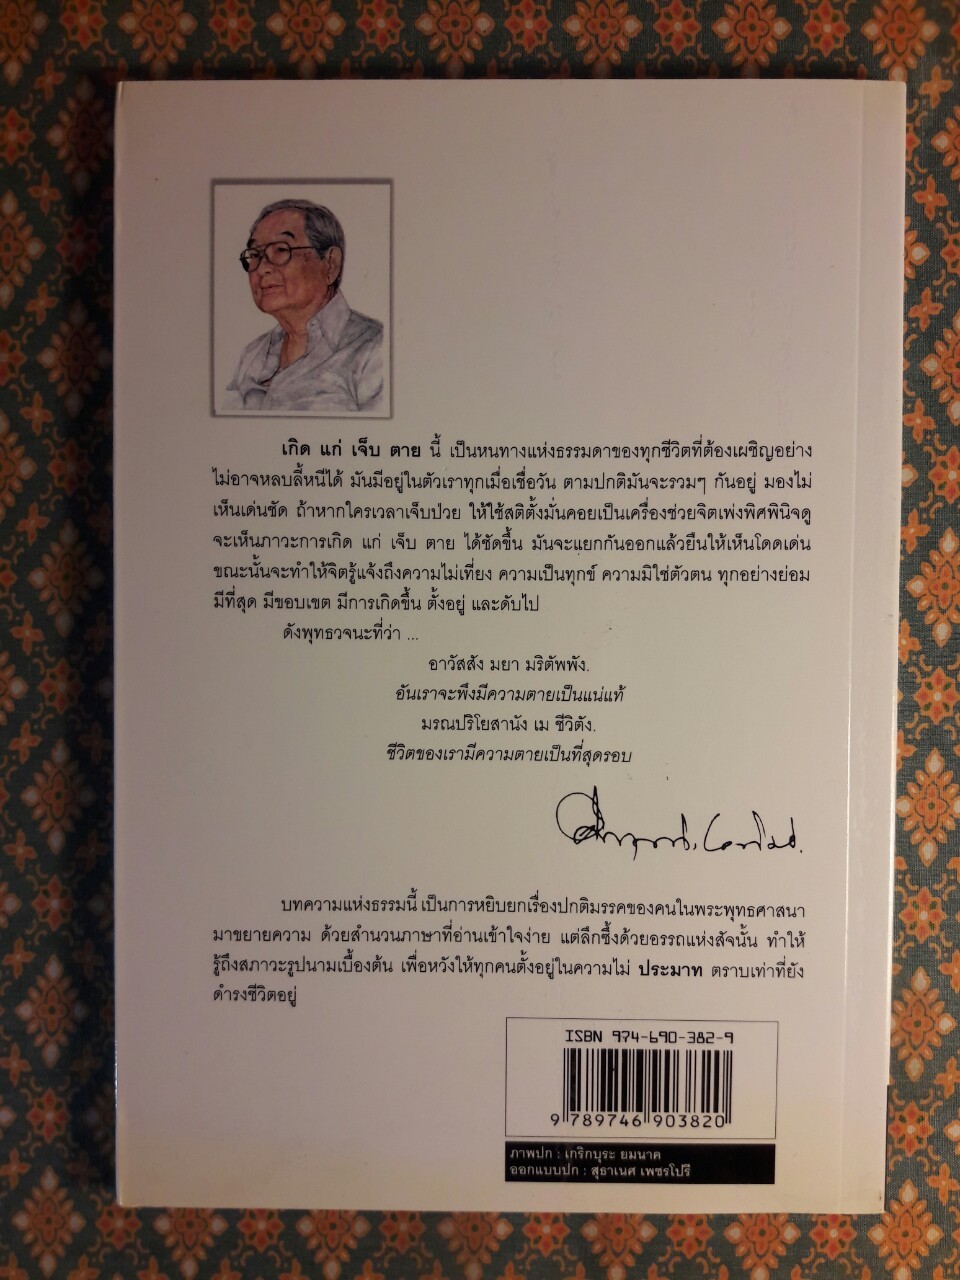 เกิด แก่ เจ็บ ตาย นี้ เป็นหนทางแห่งธรรมดาของทุกชีวิตที่ต้องเผชิญอย่าง
ไม่อาจหลบลี้หนีได้ มันมีอยู่ในตัวเราทุกเมื่อเชื่อวัน ตามปกติมันจะรวมๆ กันอยู่ มองไม่
เห็นเด่นชัด ถ้าหากใครเวลาเจ็บป่วย ให้ใช้สติตั้งมั่นคอยเป็นเครื่องช่วยจิตเพ่งพิศพินิจดู
จะเห็นภาวะการเกิด แก่ เจ็บ ตาย ได้ชัดขึ้น มันจะแยกกันออกแล้วยืนให้เห็นโดดเด่น
ขณะนั้นจะทำให้จิตรู้แจ้งถึงความไม่เที่ยง ความเป็นทุกข์ ความมิใช่ตัวตน ทุกอย่างย่อม
มีที่สุด มีขอบเขต มีการเกิดขึ้น ตั้งอยู่ และดับไป
ดังพุทธวจนะที่ว่า ...
อาวัสสัง มยา มริตัพพัง.
อันเราจะพึงมีความตายเป็นแน่แท้
มรณปริโยสานัง เม ชีวิตัง.
ชีวิตของเรามีความตายเป็นที่สุดรอบ
บทความแห่งธรรมนี้ เป็นการหยิบยกเรื่องปกติมรรคของคนในพระพุทธศาสนา
มาขยายความ ด้วยสำนวนภาษาที่อ่านเข้าใจง่าย แต่ลึกซึ้งด้วยอรรถแห่งสัจนั้น ทำให้
รู้ถึงสภาวะรูปนามเบื้องต้น เพื่อหวังให้ทุกคนตั้งอยู่ในความไม่ ประมาท ตราบเท่าที่ยัง
ดำรงชีวิตอยู่
ISBN 974-690-382-9
9 789746 903820
ภาพปก : เกริกบุระ ยมนาค
ออกแบบปก : สุธาเนศ เพชรโปรี